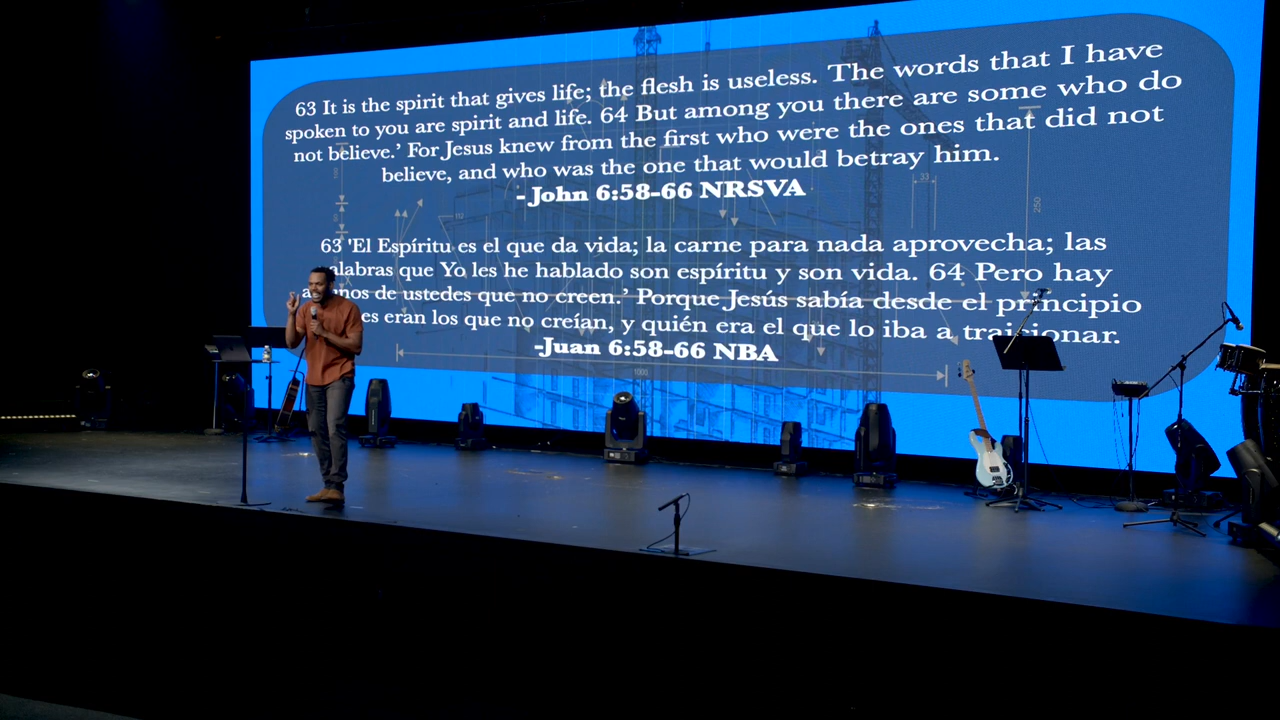 63 It is the spirit that gives life; the flesh is useless. The words that I have
spoken to you are spirit and life. 64 But among you there are some who do
not believe.’ For Jesus knew from the first who were the ones that did not
believe, and who was the one that would betray him.
- John 6:58-66 NRSVA
63 'El Espíritu es el que da vida; la carne para nada aprovecha; las
que Yo les he hablado son espíritu y son vida. 64 Pero hay
de ustedes que no creen.’ Porque Jesús sabía desde el principio
eran los que no creían, y quién era el que lo iba a traicionar.
-Juan 6:58-66 NBA
33
250
1000